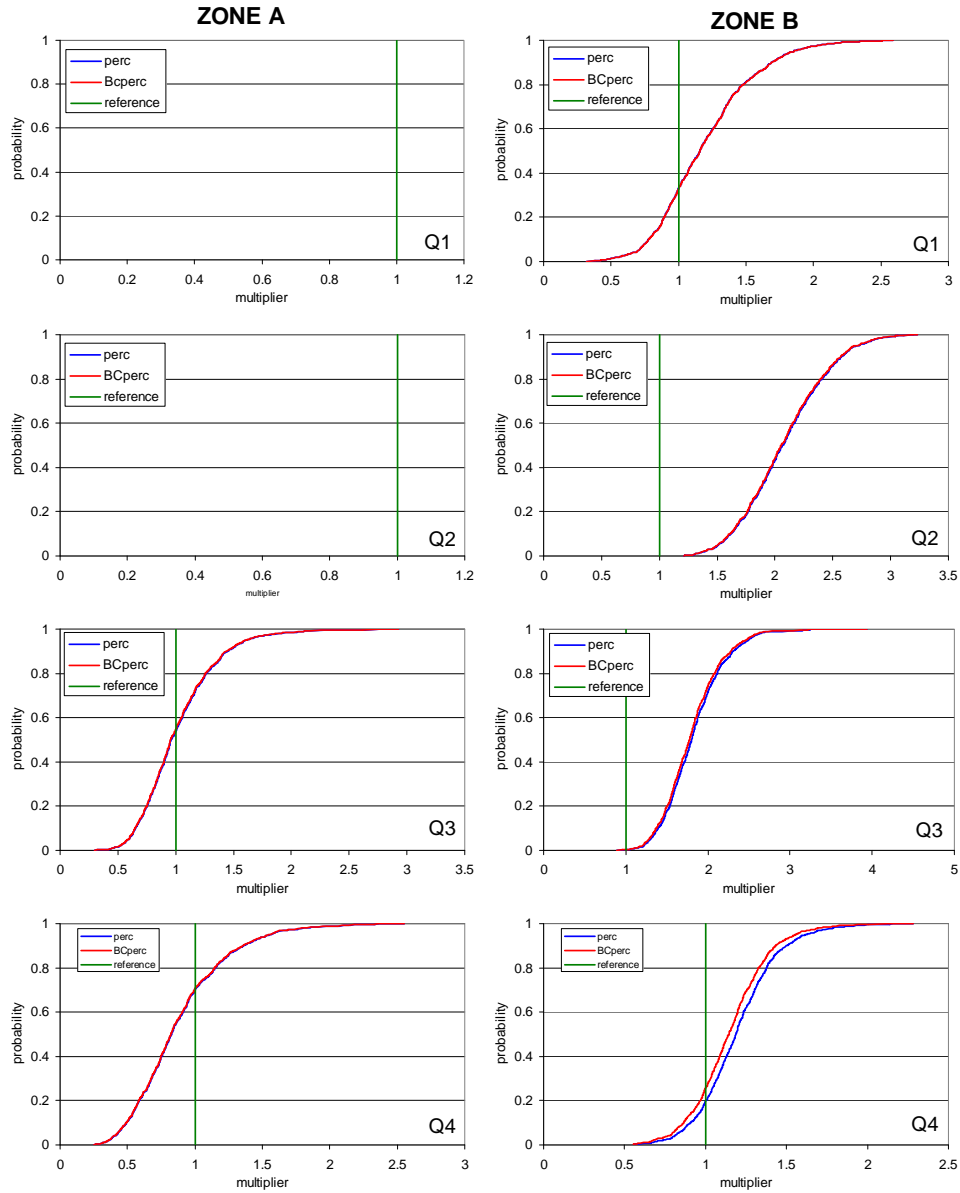 ZONE A
ZONE B
1
0.8
0.6
0.4
0.2
0
probability
perc
Bcperc
reference
Q1
0 0.2 0.4 0.6 0.8 1 1.2
multiplier
1
0.8
0.6
0.4
0.2
0
probability
perc
BCperc
reference
Q1
0 0.5 1 1.5 2 2.5 3
multiplier
1
0.8
0.6
0.4
0.2
0
probability
perc
BCperc
reference
Q2
0 0.2 0.4 0.6 0.8 1 1.2
multiplier
1
0.8
0.6
0.4
0.2
0
probability
perc
BCperc
reference
Q2
0 0.5 1 1.5 2 2.5 3 3.5
multiplier
1
0.8
0.6
0.4
0.2
0
probability
perc
BCperc
reference
Q3
0 0.5 1 1.5 2 2.5 3 3.5
multiplier
1
0.8
0.6
0.4
0.2
0
probability
perc
BCperc
reference
Q3
0 1 2 3 4 5
multiplier
1
0.8
0.6
0.4
0.2
0
probability
perc
BCperc
reference
Q4
0 0.5 1 1.5 2 2.5 3
multiplier
1
0.8
0.6
0.4
0.2
0
probability
perc
BCperc
reference
Q4
0 0.5 1 1.5 2 2.5
multiplier